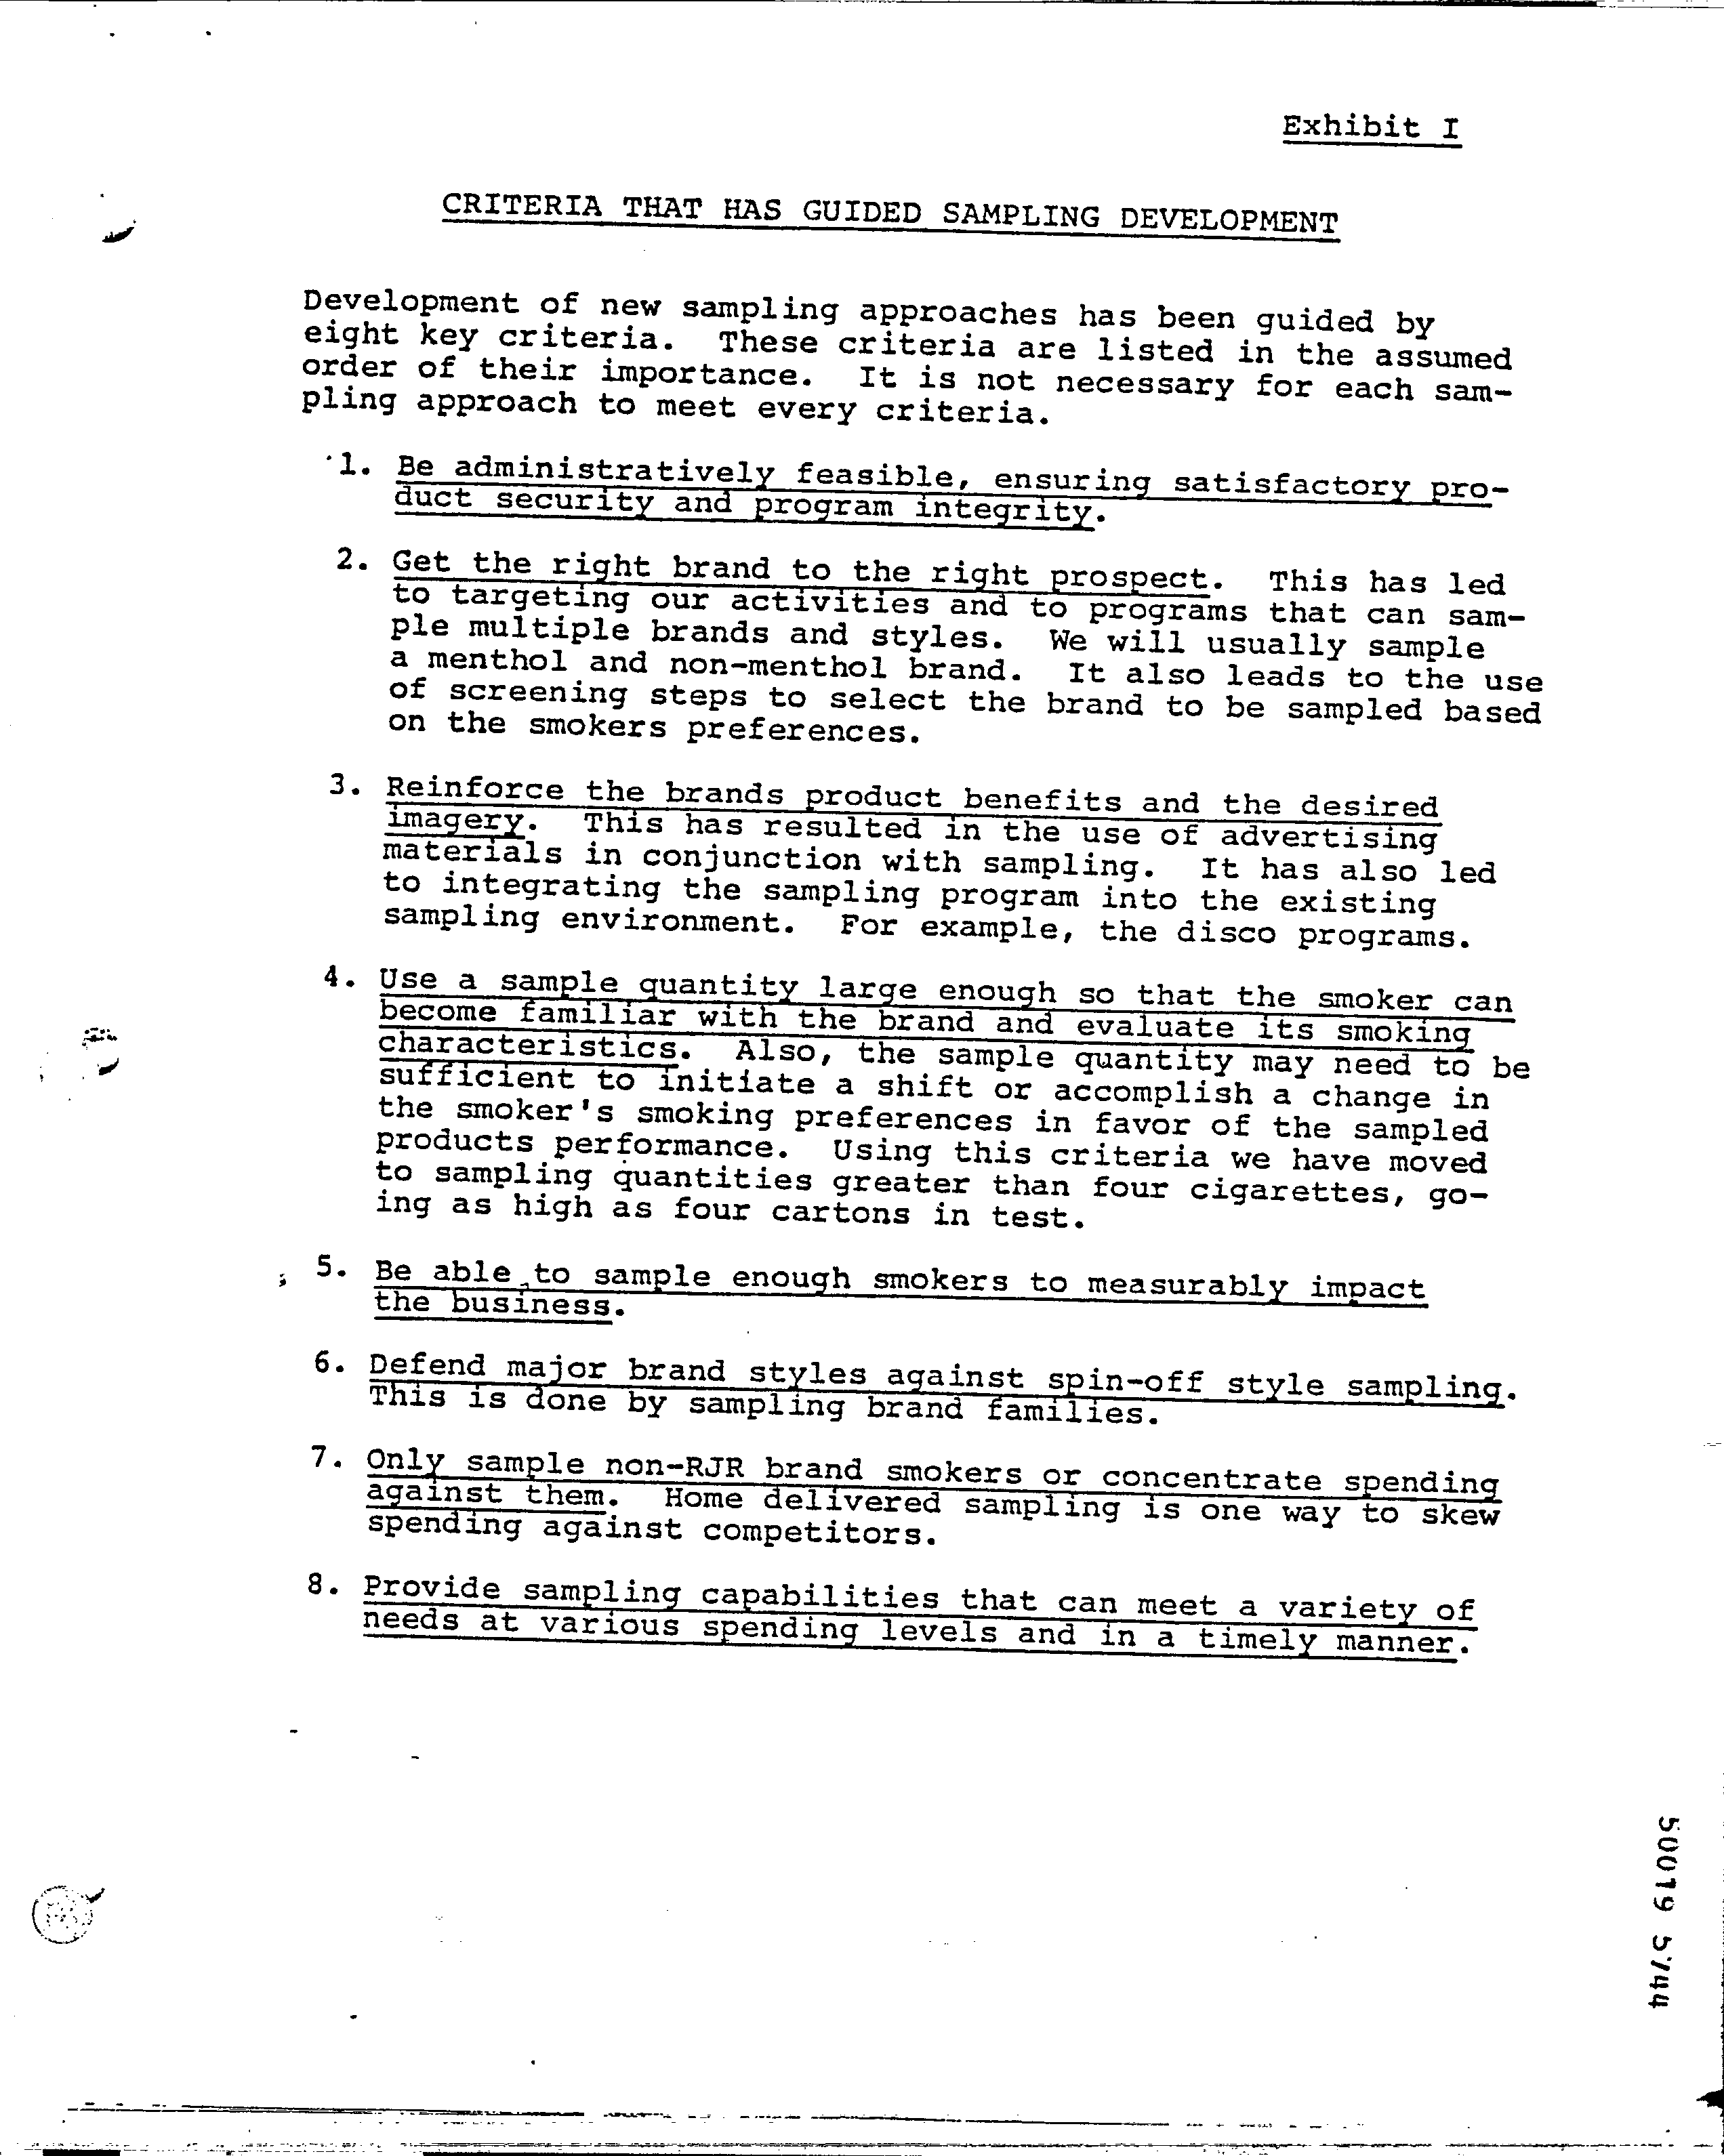 Exhibit I
CRITERIA THAT HAS GUIDED SAMPLING DEVELOPMENT
Development of new sampling approaches has been guided by
eight key criteria. These criteria are listed in the assumed
order of their importance. It is not necessary for each sam-
pling approach to meet every criteria.
1. Be administratively feasible, ensuring satisfactory pro-
duct security and program integrity.
2. Get the right brand to the right prospect. This has led
to targeting our activities and to programs that can sam-
ple multiple brands and styles. We will usually sample
a menthol and non-menthol brand. It also leads to the use
of screening steps to select the brand to be sampled based
on the smokers preferences.
3. Reinforce the brands product benefits and the desired
imagery. This has resulted in the use of advertising
materials in conjunction with sampling. It has also led
to integrating the sampling program into the existing
sampling environment. For example, the disco programs.
4. Use a sample quantity large enough so that the smoker can
become familiar with the brand and evaluate its smoking
characteristics. Also, the sample quantity may need to be
sufficient to initiate a shift or accomplish a change in
the smoker's smoking preferences in favor of the sampled
products performance. Using this criteria we have moved
to sampling quantities greater than four cigarettes, go-
ing as high as four cartons in test.
5. Be able to sample enough smokers to measurably impact
the business.
6. Defend major brand styles against spin-off style sampling.
This is done by sampling brand families.
7. Only sample non-RJR brand smokers or concentrate spending
against them. Home delivered sampling is one way to skew
spending against competitors.
8. Provide sampling capabilities that can meet a variety of
needs at various spending levels and in a timely manner.
50019 5744